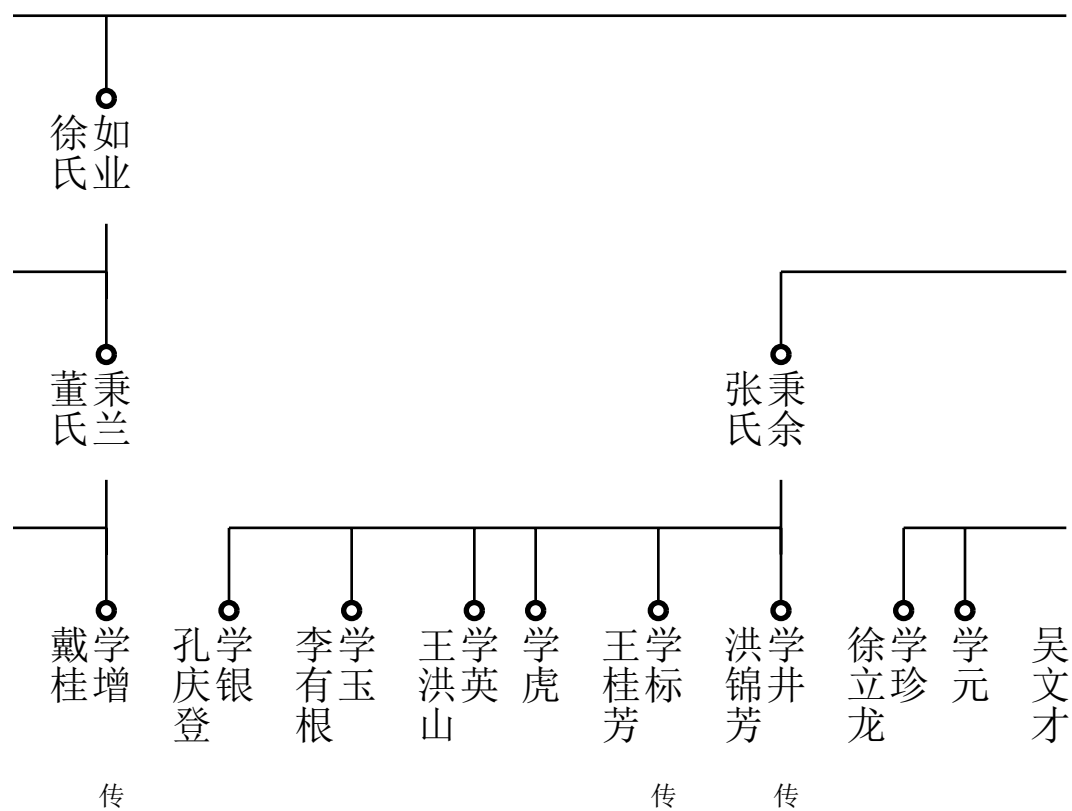 如业
徐氏
秉余
张氏
秉兰
董氏
吴文才
学元
学珍
徐立龙
学井
洪锦芳
学标
王桂芳
学虎
学英
王洪山
学玉
李有根
学银
孔庆登
学增
戴桂
传
传
传